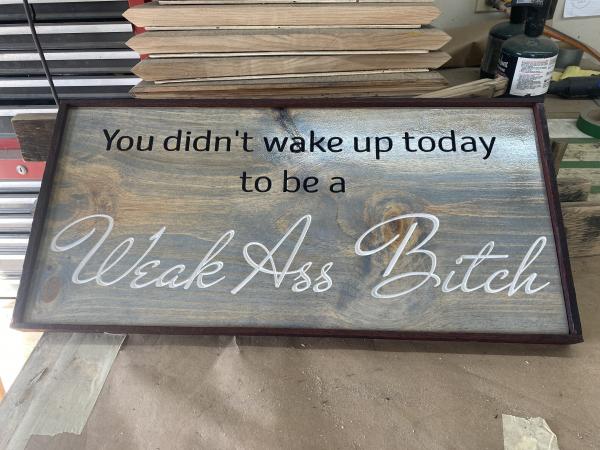 You didn't wake up today
to be a
Weak Ass Bitch